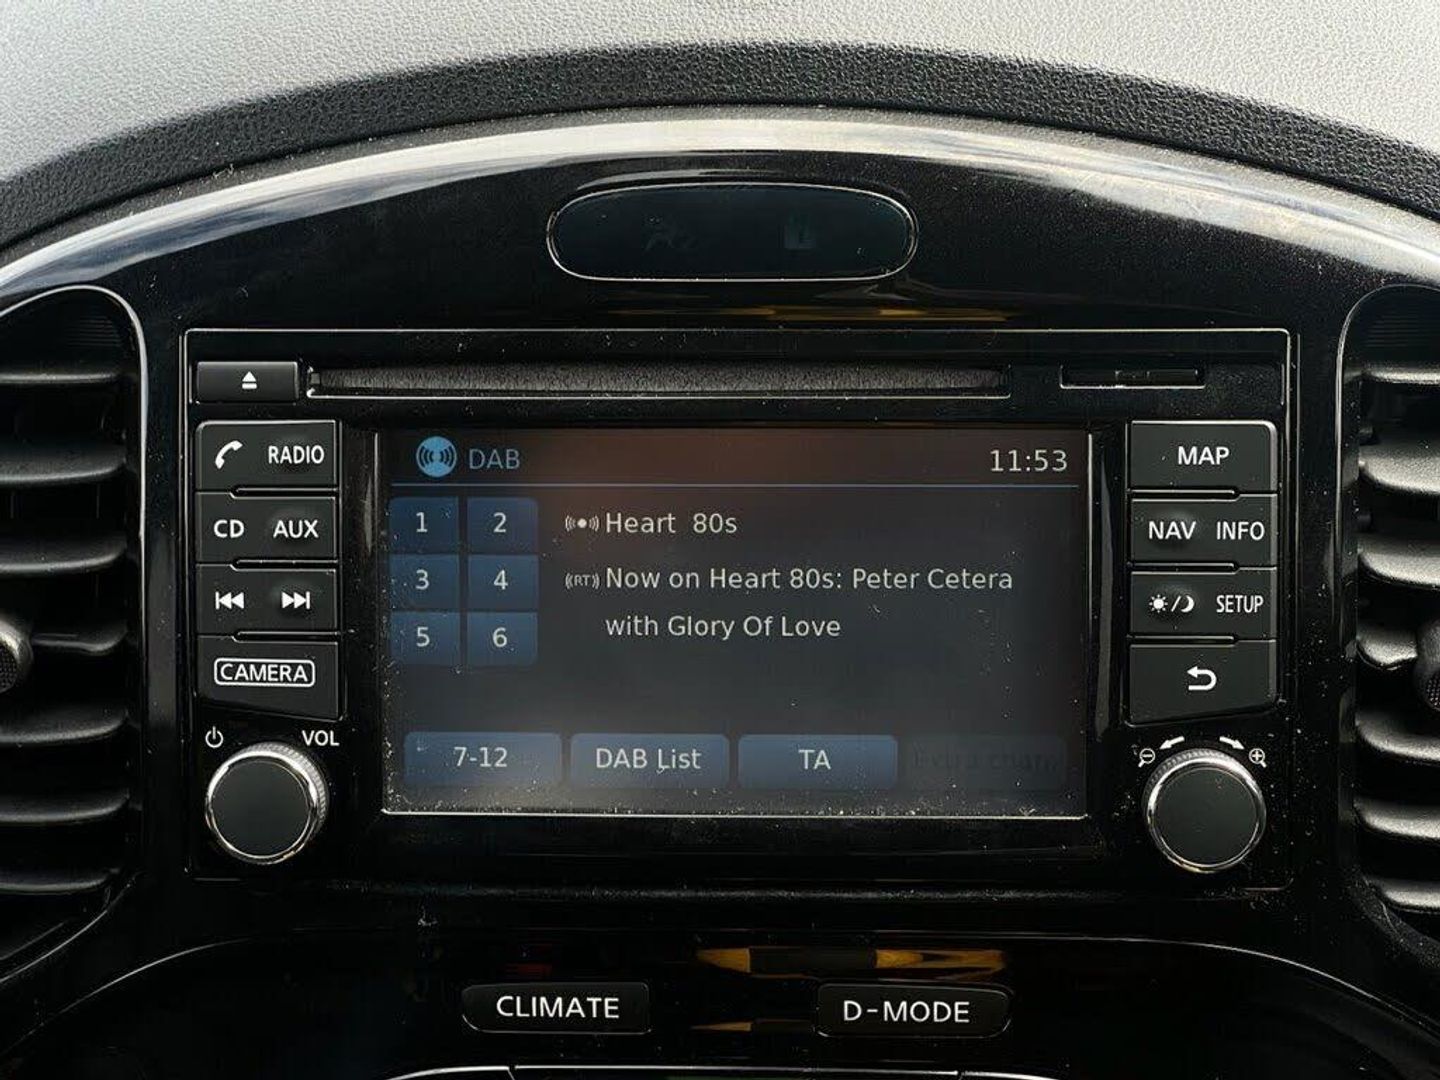 RADIO
CD AUX
CAMERA
VOL
DAB
11:53
1 2
Heart 80s
3 4
(RT) Now on Heart 80s: Peter Cetera
with Glory Of Love
5 6
7-12 DAB List TA
MAP
NAV INFO
SETUP
CLIMATE
D-MODE